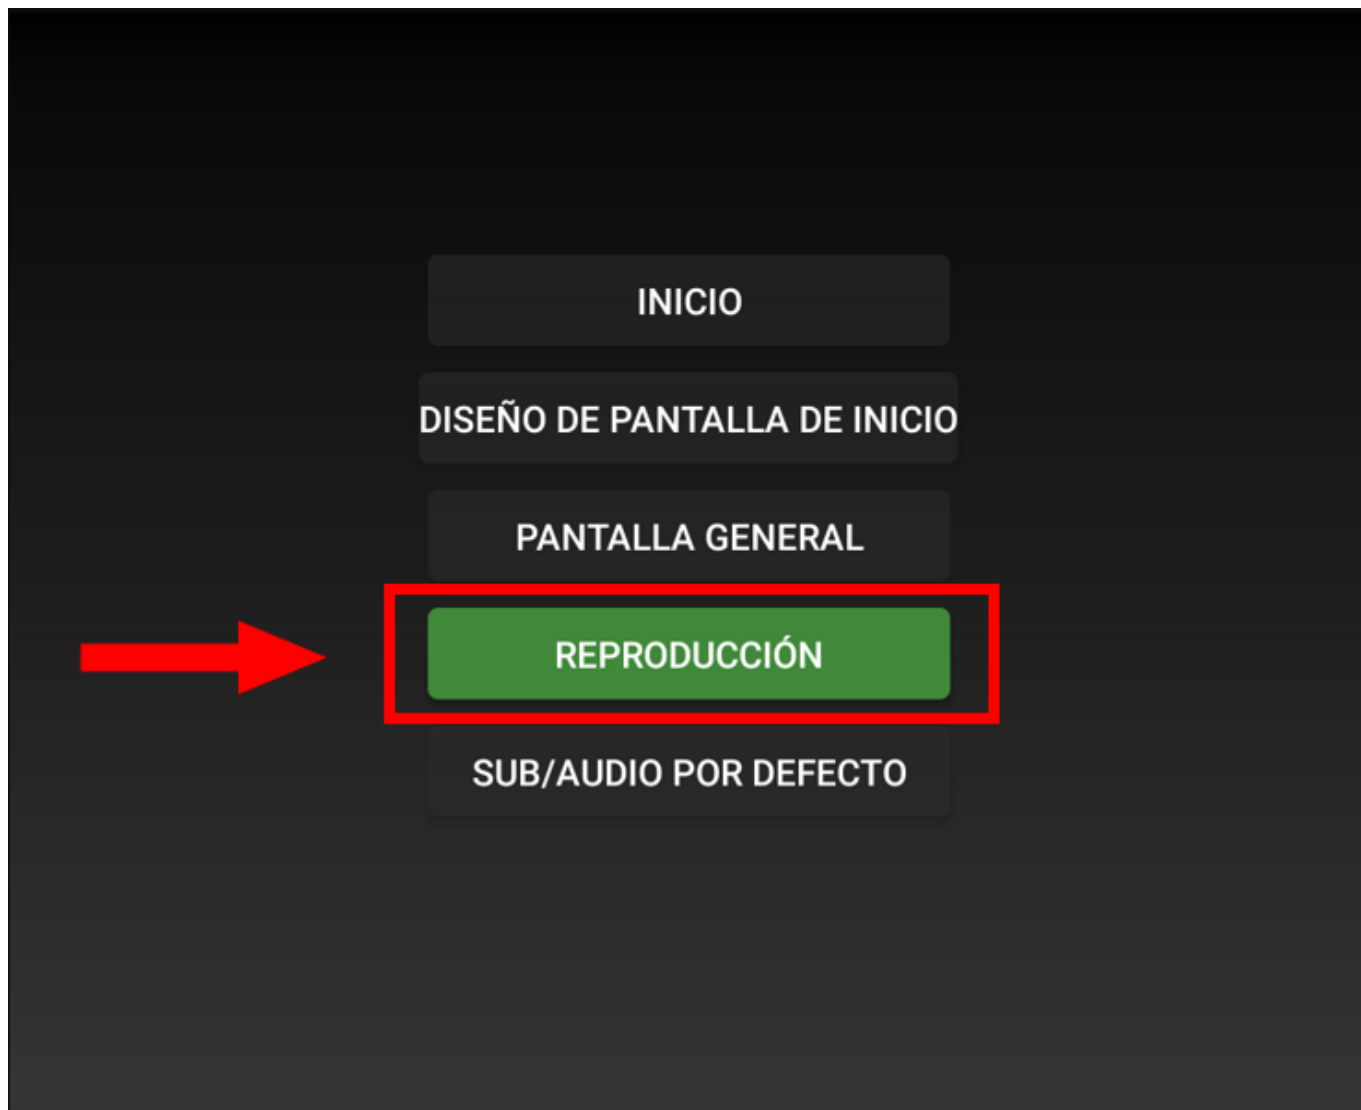 INICIO
DISEÑO DE PANTALLA DE INICIO
PANTALLA GENERAL
REPRODUCCIÓN
SUB/AUDIO POR DEFECTO